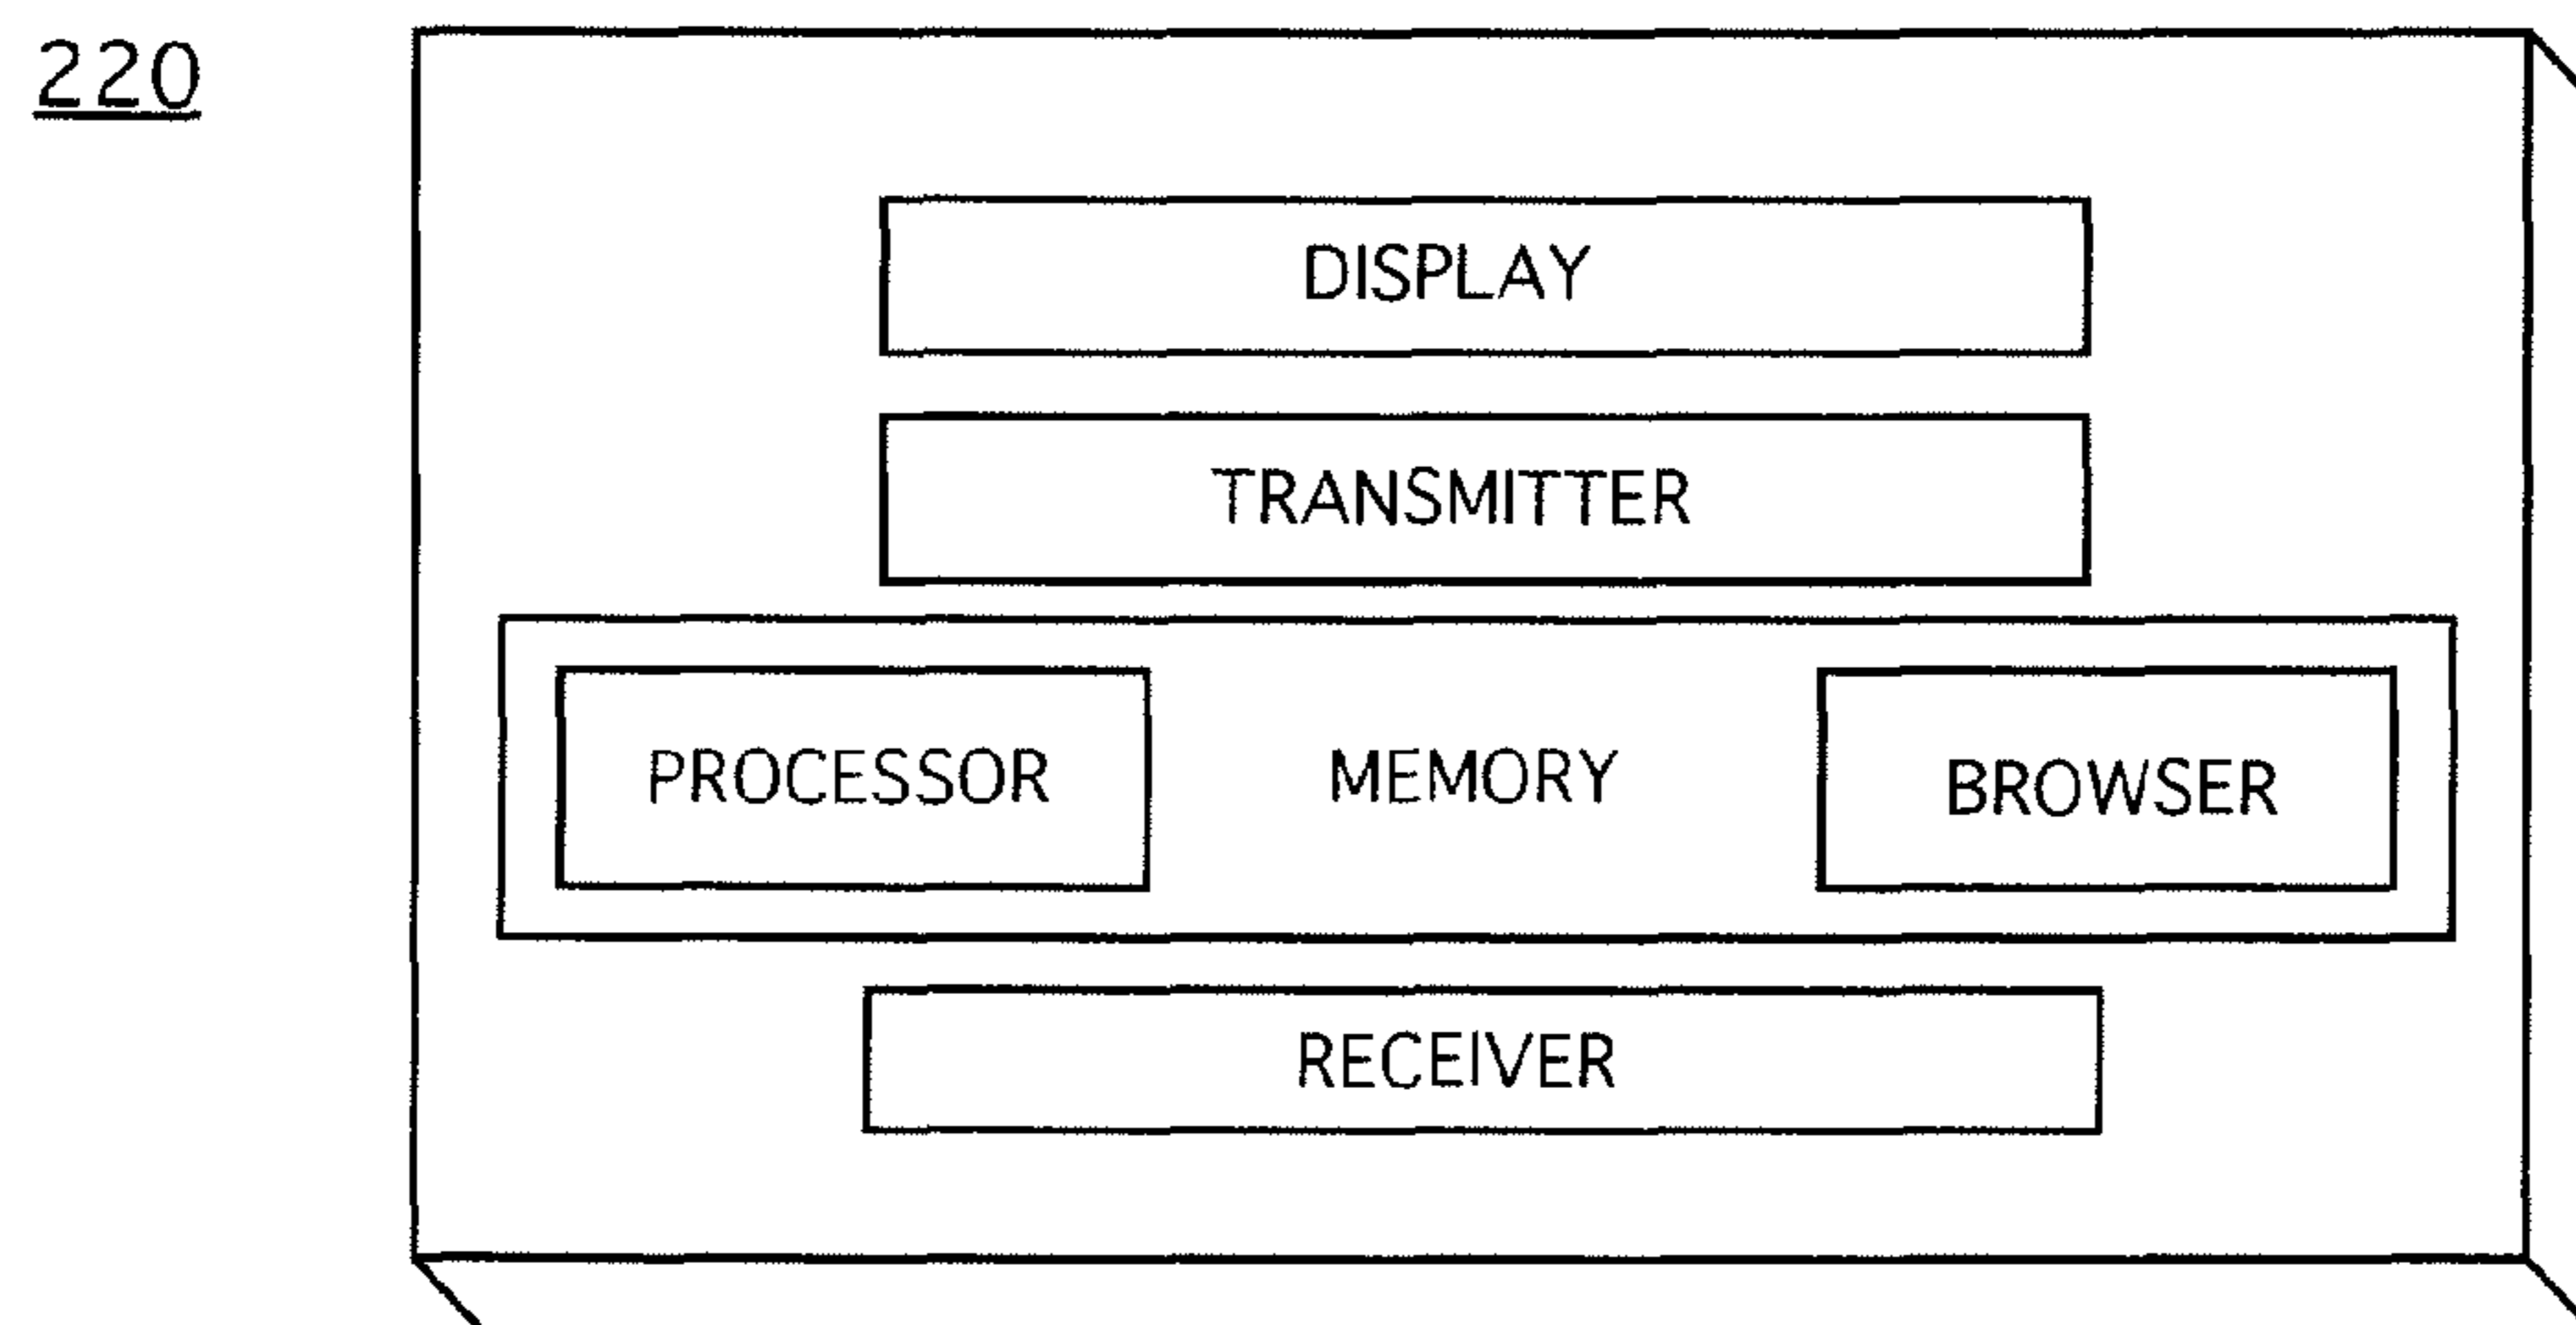 220
DISPLAY
TRANSMITTER
PROCESSOR MEMORY BROWSER
RECEIVER